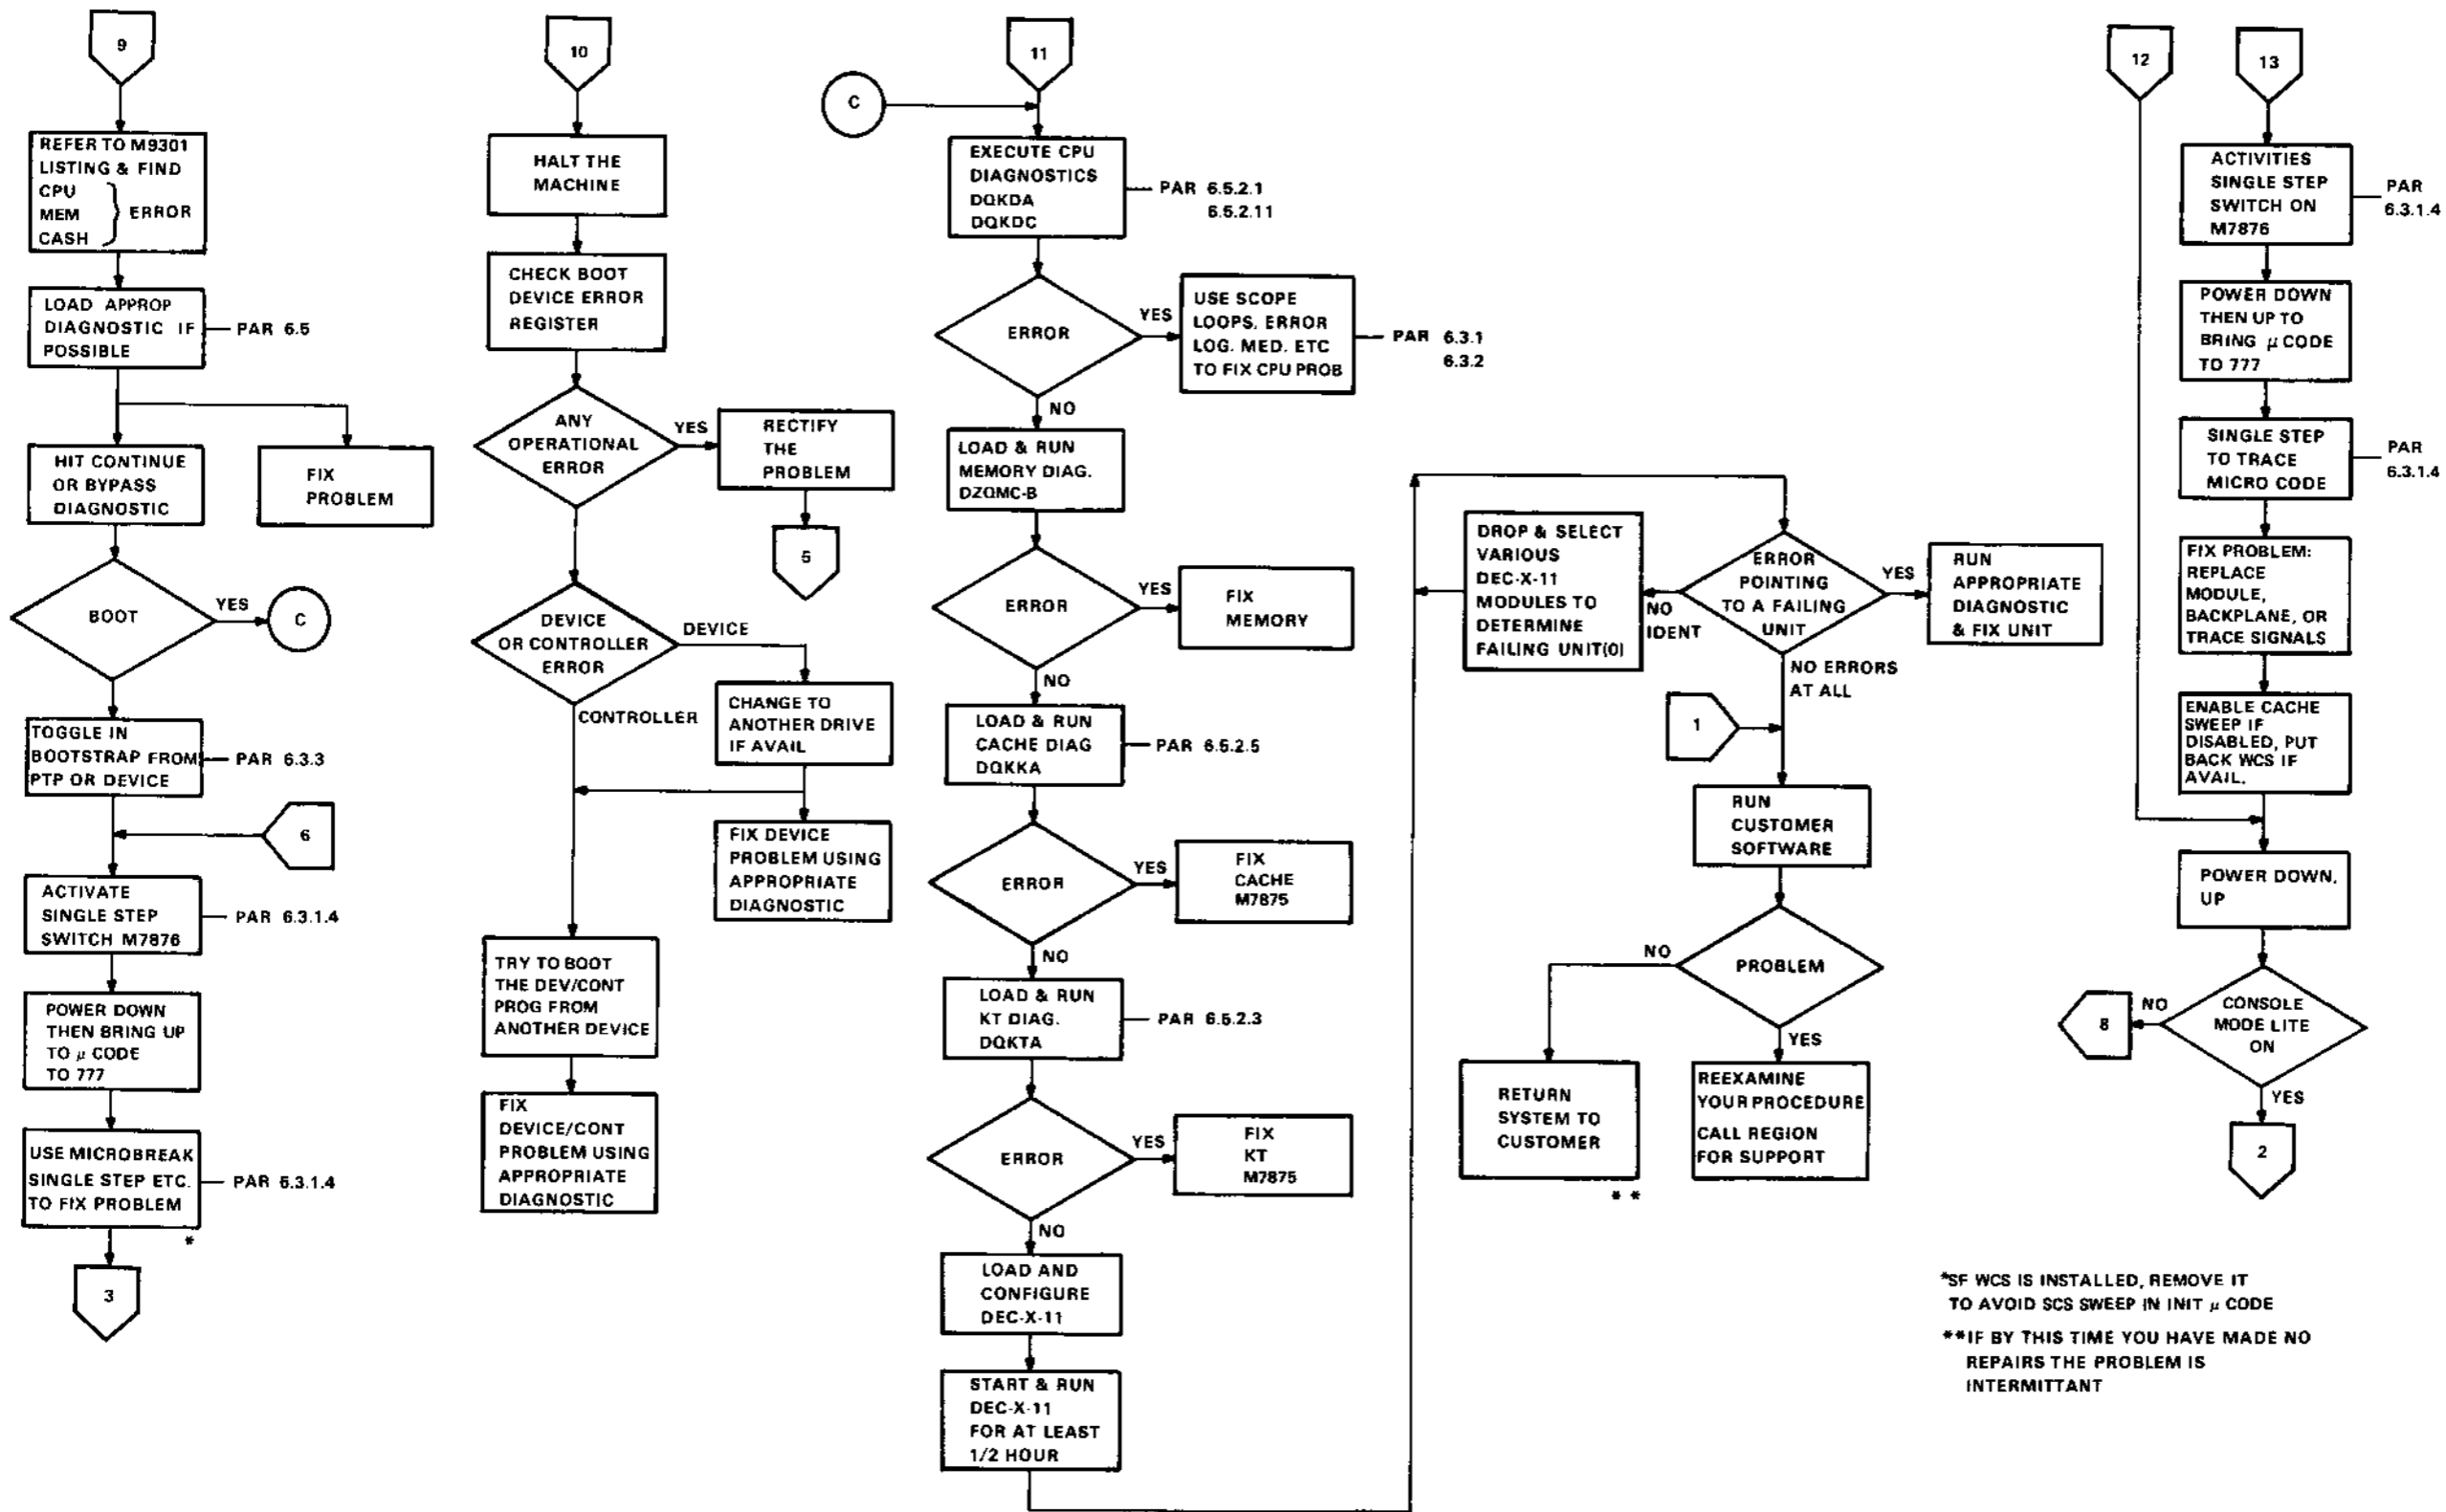 9
REFER TO M9301
LISTING & FIND
CPU
MEM
CASH
ERROR
LOAD APPROP
DIAGNOSTIC IF
POSSIBLE
PAR 6.5
HIT CONTINUE
OR BYPASS
DIAGNOSTIC
FIX
PROBLEM
BOOT
YES
C
TOGGLE IN
BOOTSTRAP FROM
PTP OR DEVICE
PAR 6.3.3
6
ACTIVATE
SINGLE STEP
SWITCH M7876
PAR 6.3.1.4
POWER DOWN
THEN BRING UP
TO μ CODE
TO 777
USE MICROBREAK
SINGLE STEP ETC.
TO FIX PROBLEM
PAR 6.3.1.4
*
3
10
HALT THE
MACHINE
CHECK BOOT
DEVICE ERROR
REGISTER
ANY
OPERATIONAL
ERROR
YES
RECTIFY
THE
PROBLEM
5
DEVICE
OR CONTROLLER
ERROR
DEVICE
CONTROLLER
CHANGE TO
ANOTHER DRIVE
IF AVAIL
FIX DEVICE
PROBLEM USING
APPROPRIATE
DIAGNOSTIC
TRY TO BOOT
THE DEV/CONT
PROG FROM
ANOTHER DEVICE
FIX
DEVICE/CONT
PROBLEM USING
APPROPRIATE
DIAGNOSTIC
11
C
EXECUTE CPU
DIAGNOSTICS
DQKDA
DQKDC
PAR 6.5.2.1
6.5.2.11
ERROR
YES
USE SCOPE
LOOPS, ERROR
LOG. MED. ETC
TO FIX CPU PROB
PAR 6.3.1
6.3.2
NO
LOAD & RUN
MEMORY DIAG.
DZQMC-B
ERROR
YES
FIX
MEMORY
NO
LOAD & RUN
CACHE DIAG
DQKKA
PAR 6.5.2.5
ERROR
YES
FIX
CACHE
M7875
NO
LOAD & RUN
KT DIAG.
DQKTA
PAR 6.5.2.3
ERROR
YES
FIX
KT
M7875
NO
LOAD AND
CONFIGURE
DEC-X-11
START & RUN
DEC-X-11
FOR AT LEAST
1/2 HOUR
DROP & SELECT
VARIOUS
DEC-X-11
MODULES TO
DETERMINE
FAILING UNIT(0)
NO
IDENT
ERROR
POINTING
TO A FAILING
UNIT
YES
RUN
APPROPRIATE
DIAGNOSTIC
& FIX UNIT
NO ERRORS
AT ALL
1
RUN
CUSTOMER
SOFTWARE
NO
PROBLEM
YES
RETURN
SYSTEM TO
CUSTOMER
* *
REEXAMINE
YOUR PROCEDURE
CALL REGION
FOR SUPPORT
12
13
ACTIVITIES
SINGLE STEP
SWITCH ON
M7876
PAR
6.3.1.4
POWER DOWN
THEN UP TO
BRING μ CODE
TO 777
SINGLE STEP
TO TRACE
MICRO CODE
PAR
6.3.1.4
FIX PROBLEM:
REPLACE
MODULE,
BACKPLANE, OR
TRACE SIGNALS
ENABLE CACHE
SWEEP IF
DISABLED, PUT
BACK WCS IF
AVAIL.
POWER DOWN,
UP
CONSOLE
MODE LITE
ON
NO
8
YES
2
*SF WCS IS INSTALLED, REMOVE IT
TO AVOID SCS SWEEP IN INIT μ CODE
**IF BY THIS TIME YOU HAVE MADE NO
REPAIRS THE PROBLEM IS
INTERMITTANT